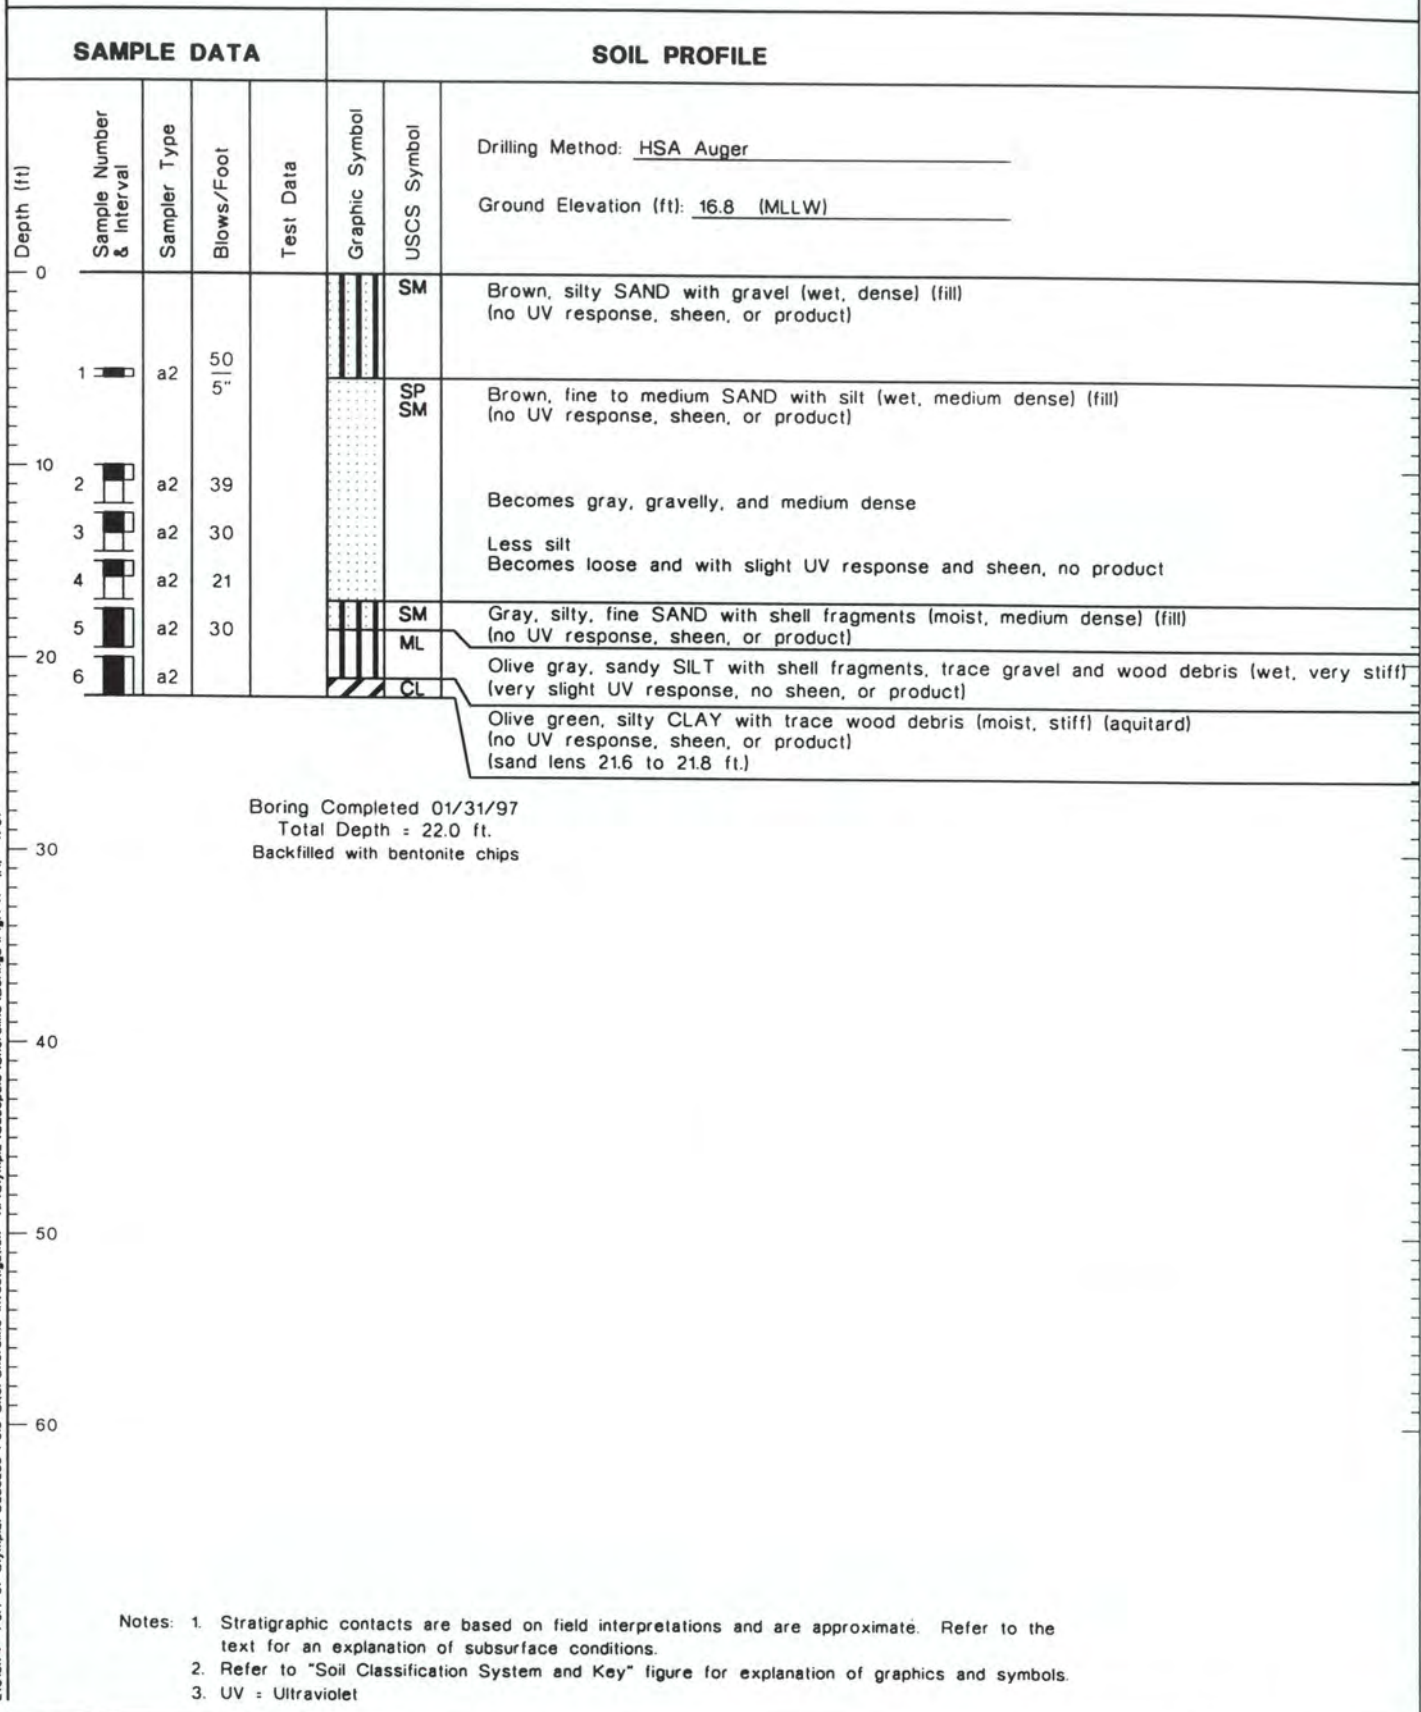 SAMPLE DATA
SOIL PROFILE
Depth (ft)
Sample Number
& Interval
Sampler Type
Blows/Foot
Test Data
Graphic Symbol
USCS Symbol
Drilling Method: HSA Auger
Ground Elevation (ft): 16.8 (MLLW)
0
SM
Brown, silty SAND with gravel (wet, dense) (fill)
(no UV response, sheen, or product)
1 a2 50
5"
SP
SM
Brown, fine to medium SAND with silt (wet, medium dense) (fill)
(no UV response, sheen, or product)
10
2 a2 39
Becomes gray, gravelly, and medium dense
3 a2 30
Less silt
Becomes loose and with slight UV response and sheen, no product
4 a2 21
SM
Gray, silty, fine SAND with shell fragments (moist, medium dense) (fill)
(no UV response, sheen, or product)
5 a2 30
ML
20
Olive gray, sandy SILT with shell fragments, trace gravel and wood debris (wet, very stiff)
(very slight UV response, no sheen, or product)
6 a2
CL
Olive green, silty CLAY with trace wood debris (moist, stiff) (aquitard)
(no UV response, sheen, or product)
(sand lens 21.6 to 21.8 ft.)
Boring Completed 01/31/97
Total Depth = 22.0 ft.
Backfilled with bentonite chips
30
40
50
60
Notes: 1. Stratigraphic contacts are based on field interpretations and are approximate. Refer to the
text for an explanation of subsurface conditions.
2. Refer to "Soil Classification System and Key" figure for explanation of graphics and symbols.
3. UV = Ultraviolet